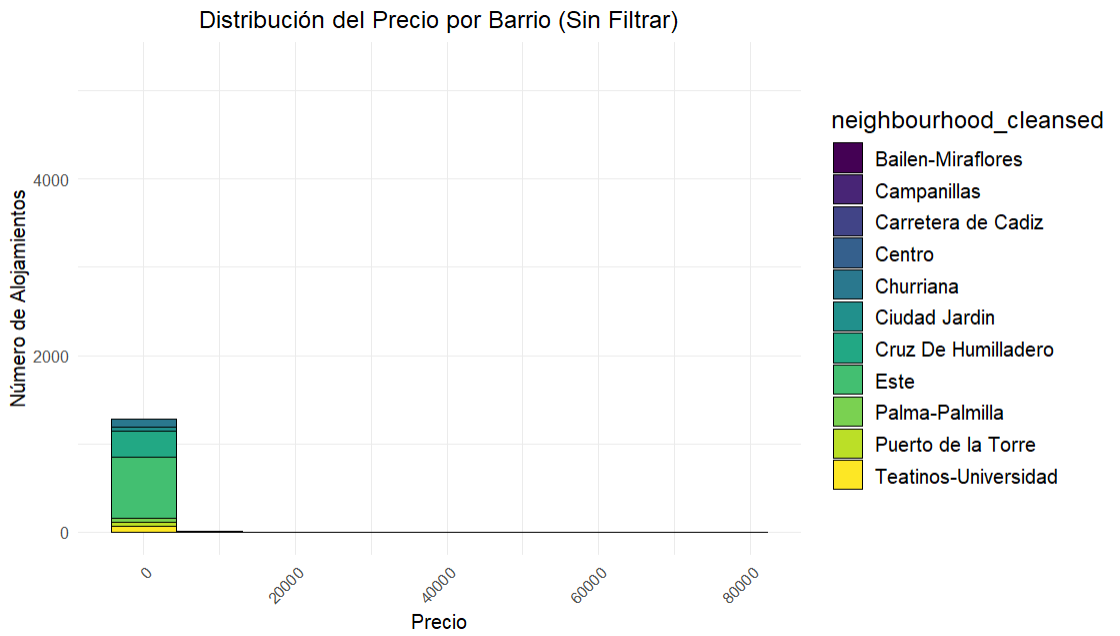 Distribución del Precio por Barrio (Sin Filtrar)
Número de Alojamientos
4000
2000
0
0
20000
40000
60000
80000
Precio
neighbourhood_cleansed
Bailen-Miraflores
Campanillas
Carretera de Cadiz
Centro
Churriana
Ciudad Jardin
Cruz De Humilladero
Este
Palma-Palmilla
Puerto de la Torre
Teatinos-Universidad